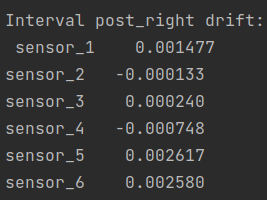 Interval post_right drift:
 sensor_1    0.001477
sensor_2   -0.000133
sensor_3    0.000240
sensor_4   -0.000748
sensor_5    0.002617
sensor_6    0.002580